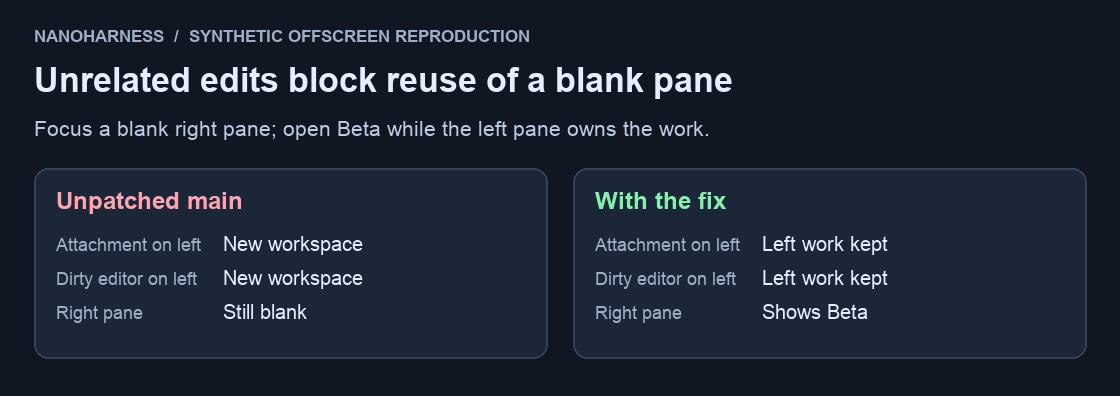 NANOHARNESS / SYNTHETIC OFFSCREEN REPRODUCTION
Unrelated edits block reuse of a blank pane
Focus a blank right pane; open Beta while the left pane owns the work.
Unpatched main
Attachment on left New workspace
Dirty editor on left New workspace
Right pane Still blank
With the fix
Attachment on left Left work kept
Dirty editor on left Left work kept
Right pane Shows Beta